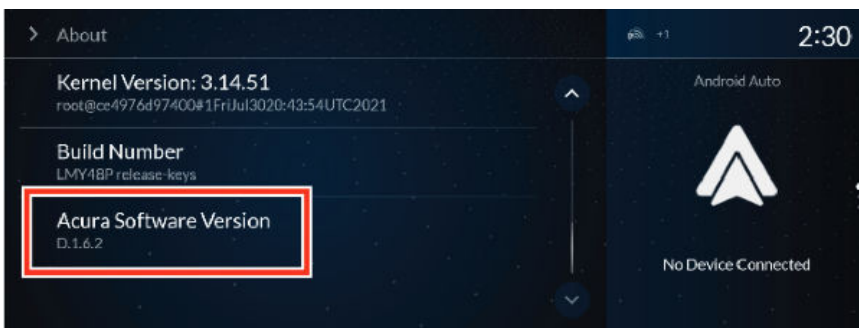 About
+1
2:30
Kernel Version: 3.14.51
root@ce4976d97400#1FriJul3020:43:54UTC2021
Build Number
LMY48P release-keys
Acura Software Version
D.1.6.2
Android Auto
No Device Connected